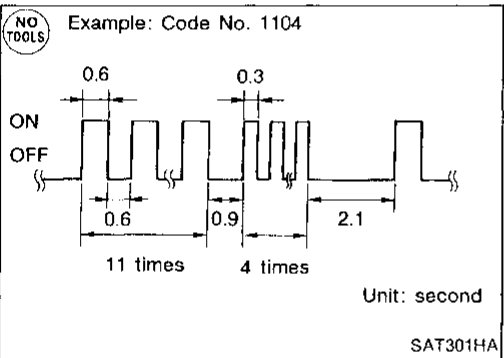 NO TOOLS
Example: Code No. 1104
0.6
0.3
ON
OFF
0.6
0.9
2.1
11 times
4 times
Unit: second
SAT301HA